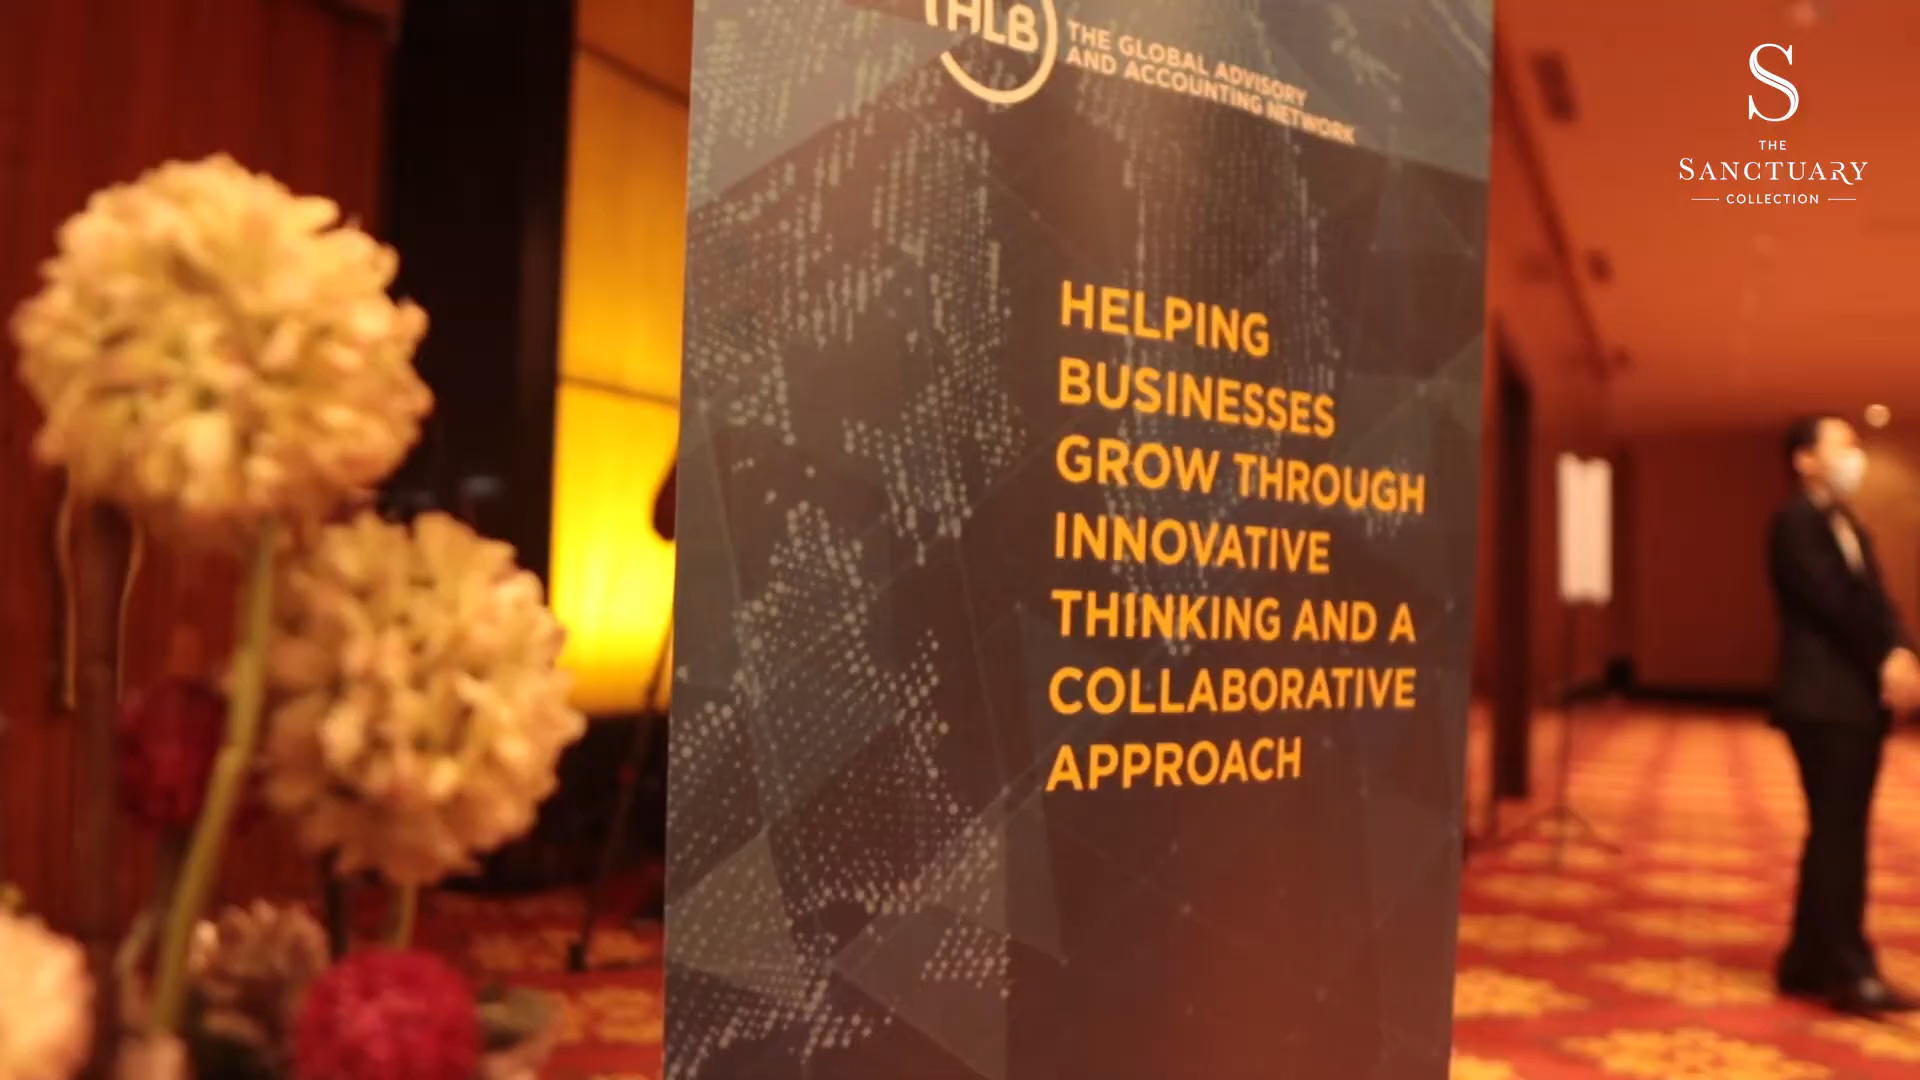 HLB
THE GLOBAL ADVISORY
AND ACCOUNTING NETWORK
S
THE
SANCTUARY
COLLECTION
HELPING
BUSINESSES
GROW THROUGH
INNOVATIVE
THINKING AND A
COLLABORATIVE
APPROACH